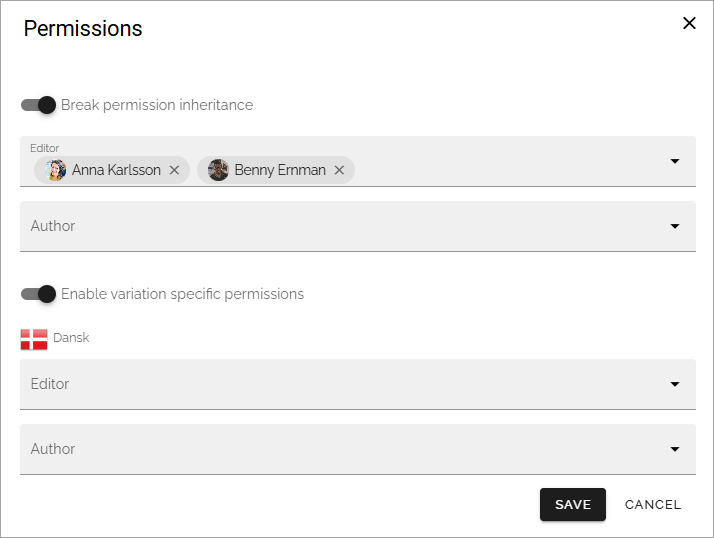 Permissions
Break permission inheritance
Editor
Anna Karlsson Benny Ernman
Author
Enable variation specific permissions
Dansk
Editor
Author
SAVE CANCEL